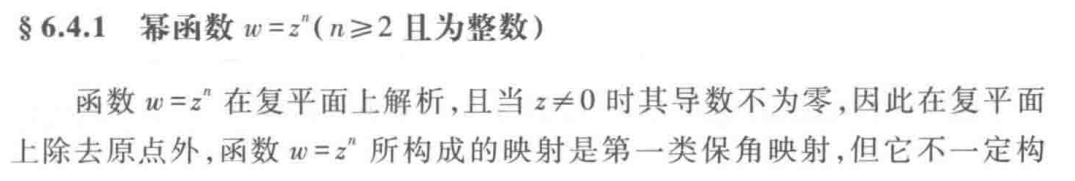 § 6.4.1 幂函数 w = zⁿ ( n ⩾ 2 且为整数 )
函数 w = zⁿ 在复平面上解析,且当 z ≠ 0 时其导数不为零,因此在复平面
上除去原点外,函数 w = zⁿ 所构成的映射是第一类保角映射,但它不一定构